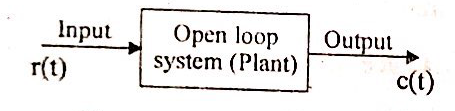 Input
r(t)
Open loop
system (Plant)
Output
c(t)